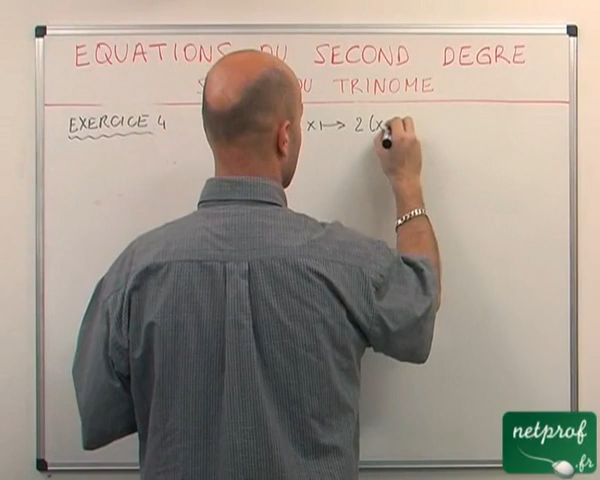 EQUATIONS DU SECOND DEGRE
DU TRINOME
EXERCICE 4 x ↦ 2(x
netprof
.fr